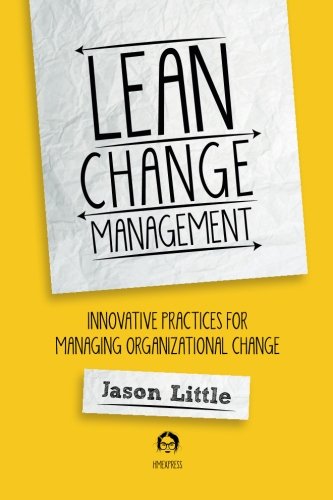 LEAN
CHANGE
MANAGEMENT
INNOVATIVE PRACTICES FOR
MANAGING ORGANIZATIONAL CHANGE
Jason Little
HMEXPRESS